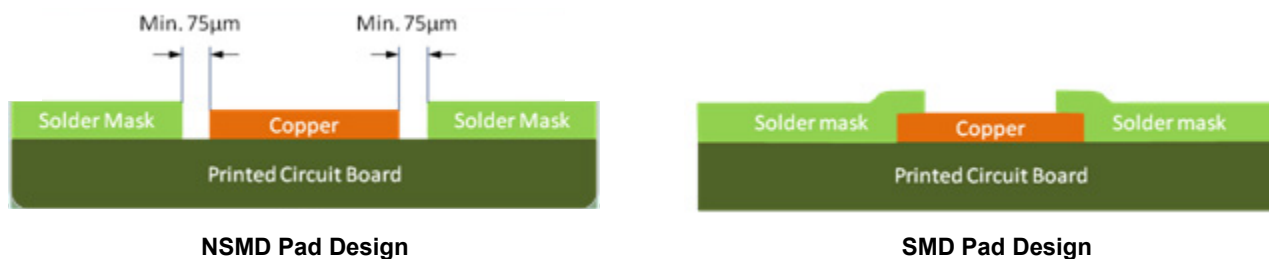 Min. 75μm Min. 75μm
Solder Mask Copper Solder Mask
Printed Circuit Board
NSMD Pad Design
Solder mask Copper Solder mask
Printed Circuit Board
SMD Pad Design